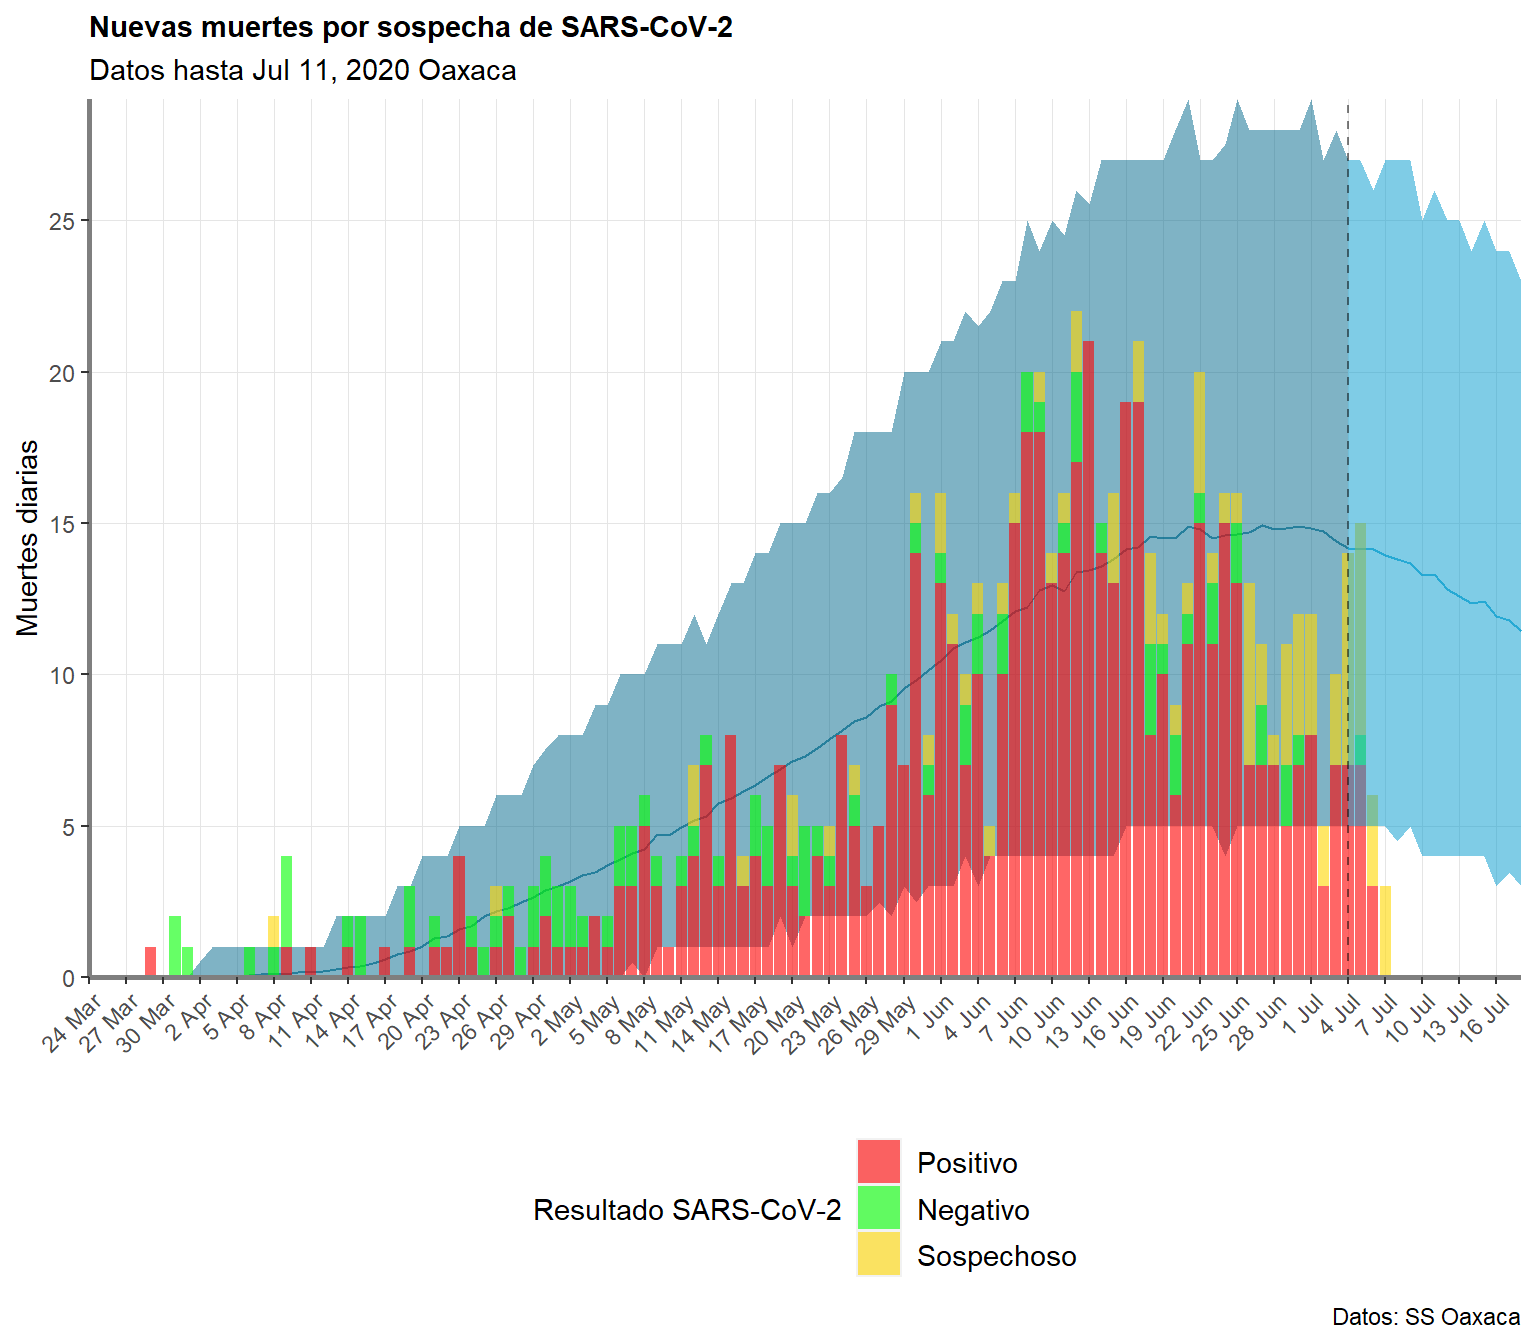 Nuevas muertes por sospecha de SARS-CoV-2
Datos hasta Jul 11, 2020 Oaxaca
Muertes diarias
25
20
15
10
5
0
24 Mar
27 Mar
30 Mar
2 Apr
5 Apr
8 Apr
11 Apr
14 Apr
17 Apr
20 Apr
23 Apr
26 Apr
29 Apr
2 May
5 May
8 May
11 May
14 May
17 May
20 May
23 May
26 May
29 May
1 Jun
4 Jun
7 Jun
10 Jun
13 Jun
16 Jun
19 Jun
22 Jun
25 Jun
28 Jun
1 Jul
4 Jul
7 Jul
10 Jul
13 Jul
16 Jul
Resultado SARS-CoV-2
Positivo
Negativo
Sospechoso
Datos: SS Oaxaca